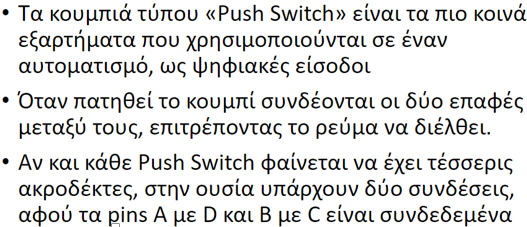 • Τα κουμπιά τύπου «Push Switch» είναι τα πιο κοινά
εξαρτήματα που χρησιμοποιούνται σε έναν
αυτοματισμό, ως ψηφιακές είσοδοι
• Όταν πατηθεί το κουμπί συνδέονται οι δύο επαφές
μεταξύ τους, επιτρέποντας το ρεύμα να διέλθει.
• Αν και κάθε Push Switch φαίνεται να έχει τέσσερις
ακροδέκτες, στην ουσία υπάρχουν δύο συνδέσεις,
αφού τα pins A με D και B με C είναι συνδεδεμένα